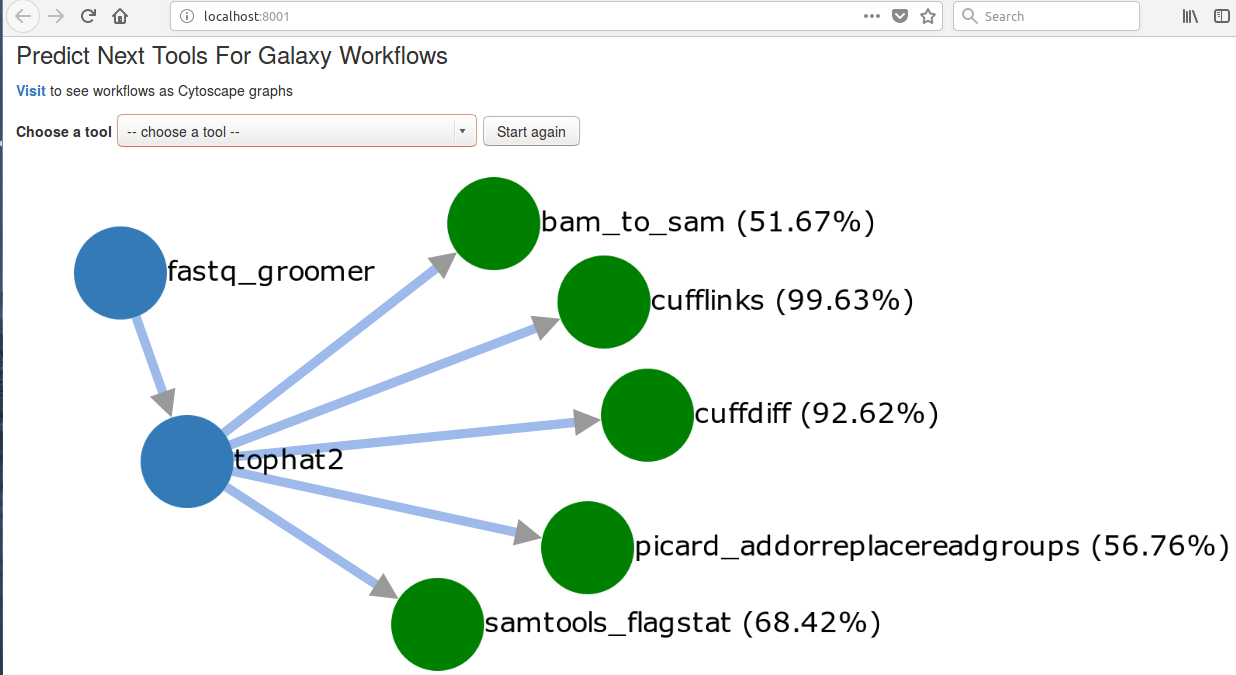 localhost:8001
Search
Predict Next Tools For Galaxy Workflows
Visit to see workflows as Cytoscape graphs
Choose a tool -- choose a tool -- Start again
bam_to_sam (51.67%)
fastq_groomer
cufflinks (99.63%)
cuffdiff (92.62%)
tophat2
picard_addorreplacereadgroups (56.76%)
samtools_flagstat (68.42%)